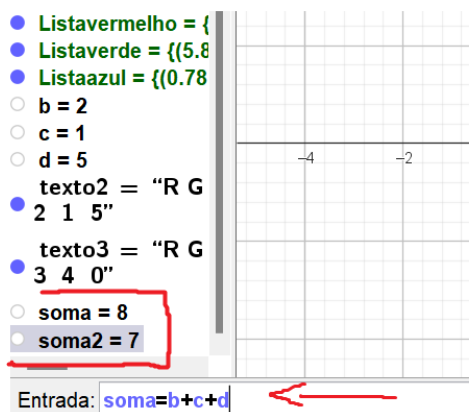 Listavermelho = {
Listaverde = {(5.8
Listaazul = {(0.78
b = 2
c = 1
d = 5
texto2 = “R G
2 1 5”
texto3 = “R G
3 4 0”
soma = 8
soma2 = 7
−4 −2
Entrada: soma=b+c+d